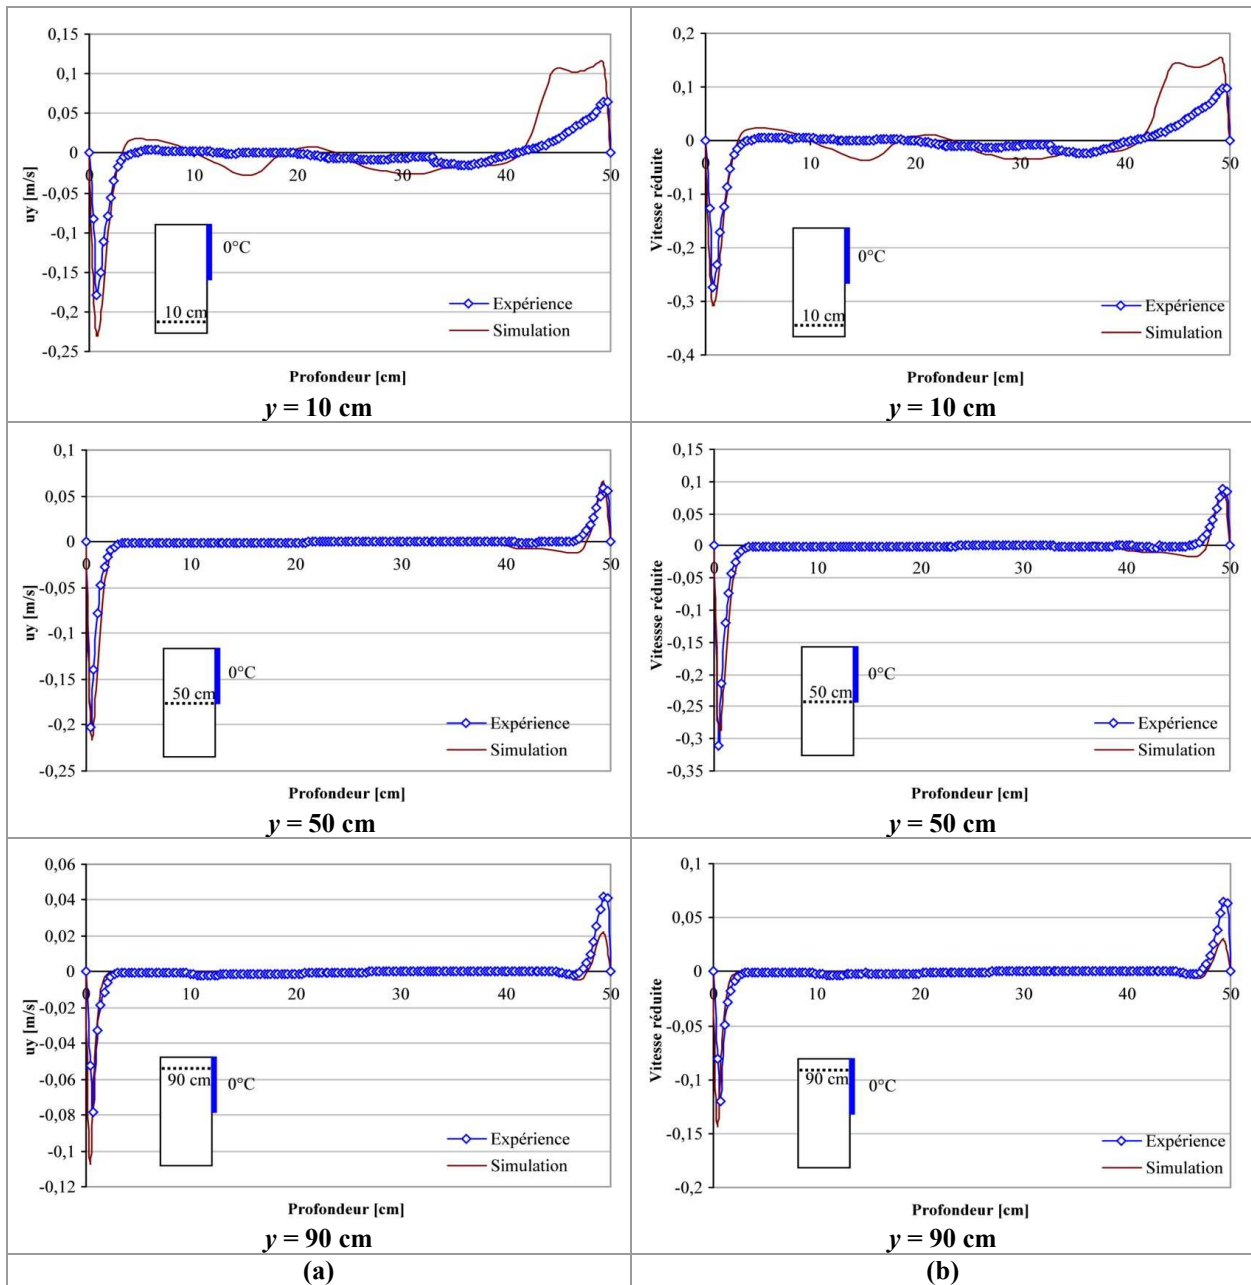 0,15
0,1
0,05
0
-0,05
-0,1
-0,15
-0,2
-0,25
uy [m/s]
0 10 20 30 40 50
0°C
10 cm
Expérience
Simulation
Profondeur [cm]
y = 10 cm
0,2
0,1
0
-0,1
-0,2
-0,3
-0,4
Vitesse réduite
0 10 20 30 40 50
0°C
10 cm
Expérience
Simulation
Profondeur [cm]
y = 10 cm
0,1
0,05
0
-0,05
-0,1
-0,15
-0,2
-0,25
uy [m/s]
0 10 20 30 40 50
0°C
50 cm
Expérience
Simulation
Profondeur [cm]
y = 50 cm
0,15
0,1
0,05
0
-0,05
-0,1
-0,15
-0,2
-0,25
-0,3
-0,35
Vitessse réduite
0 10 20 30 40 50
0°C
50 cm
Expérience
Simulation
Profondeur [cm]
y = 50 cm
0,06
0,04
0,02
0
-0,02
-0,04
-0,06
-0,08
-0,1
-0,12
uy [m/s]
0 10 20 30 40 50
90 cm
0°C
Expérience
Simulation
Profondeur [cm]
y = 90 cm
0,1
0,05
0
-0,05
-0,1
-0,15
-0,2
Vitesse réduite
0 10 20 30 40 50
90 cm
0°C
Expérience
Simulation
Profondeur [cm]
y = 90 cm
(a)
(b)